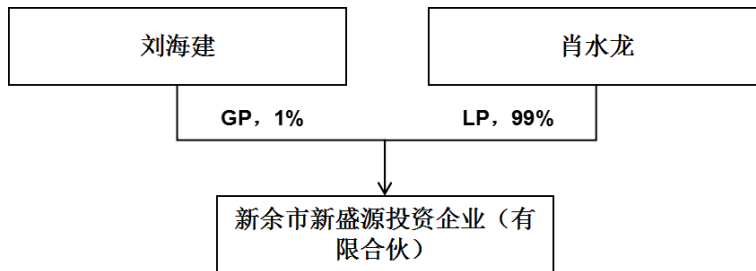 刘海建
肖水龙
GP，1%
LP，99%
新余市新盛源投资企业（有
限合伙）